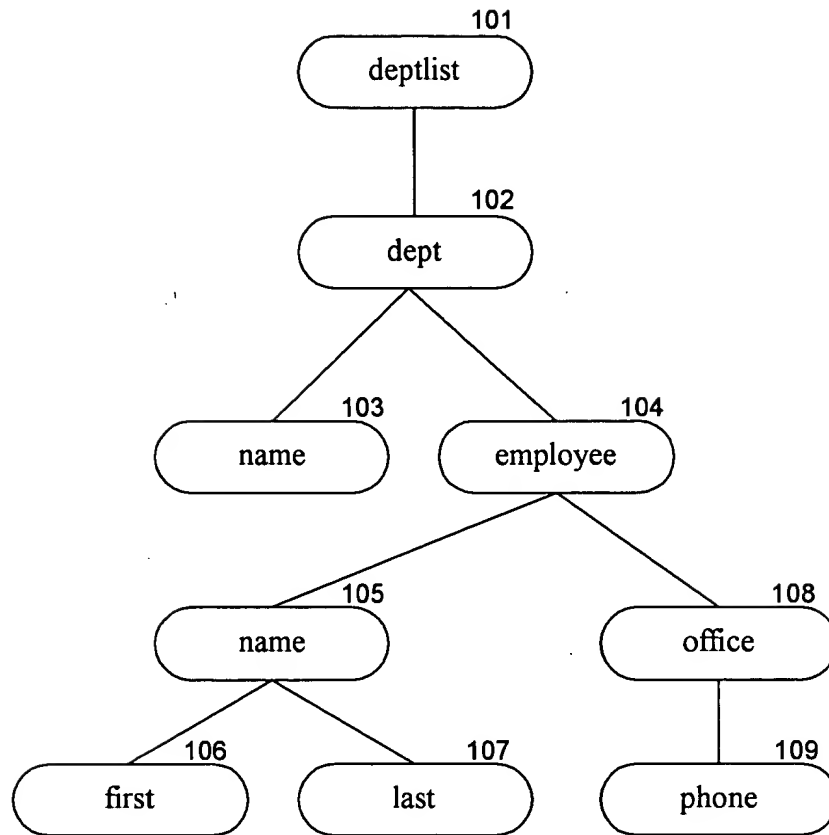 101
deptlist
102
dept
103
104
name
employee
105
108
name
office
106
107
109
first
last
phone